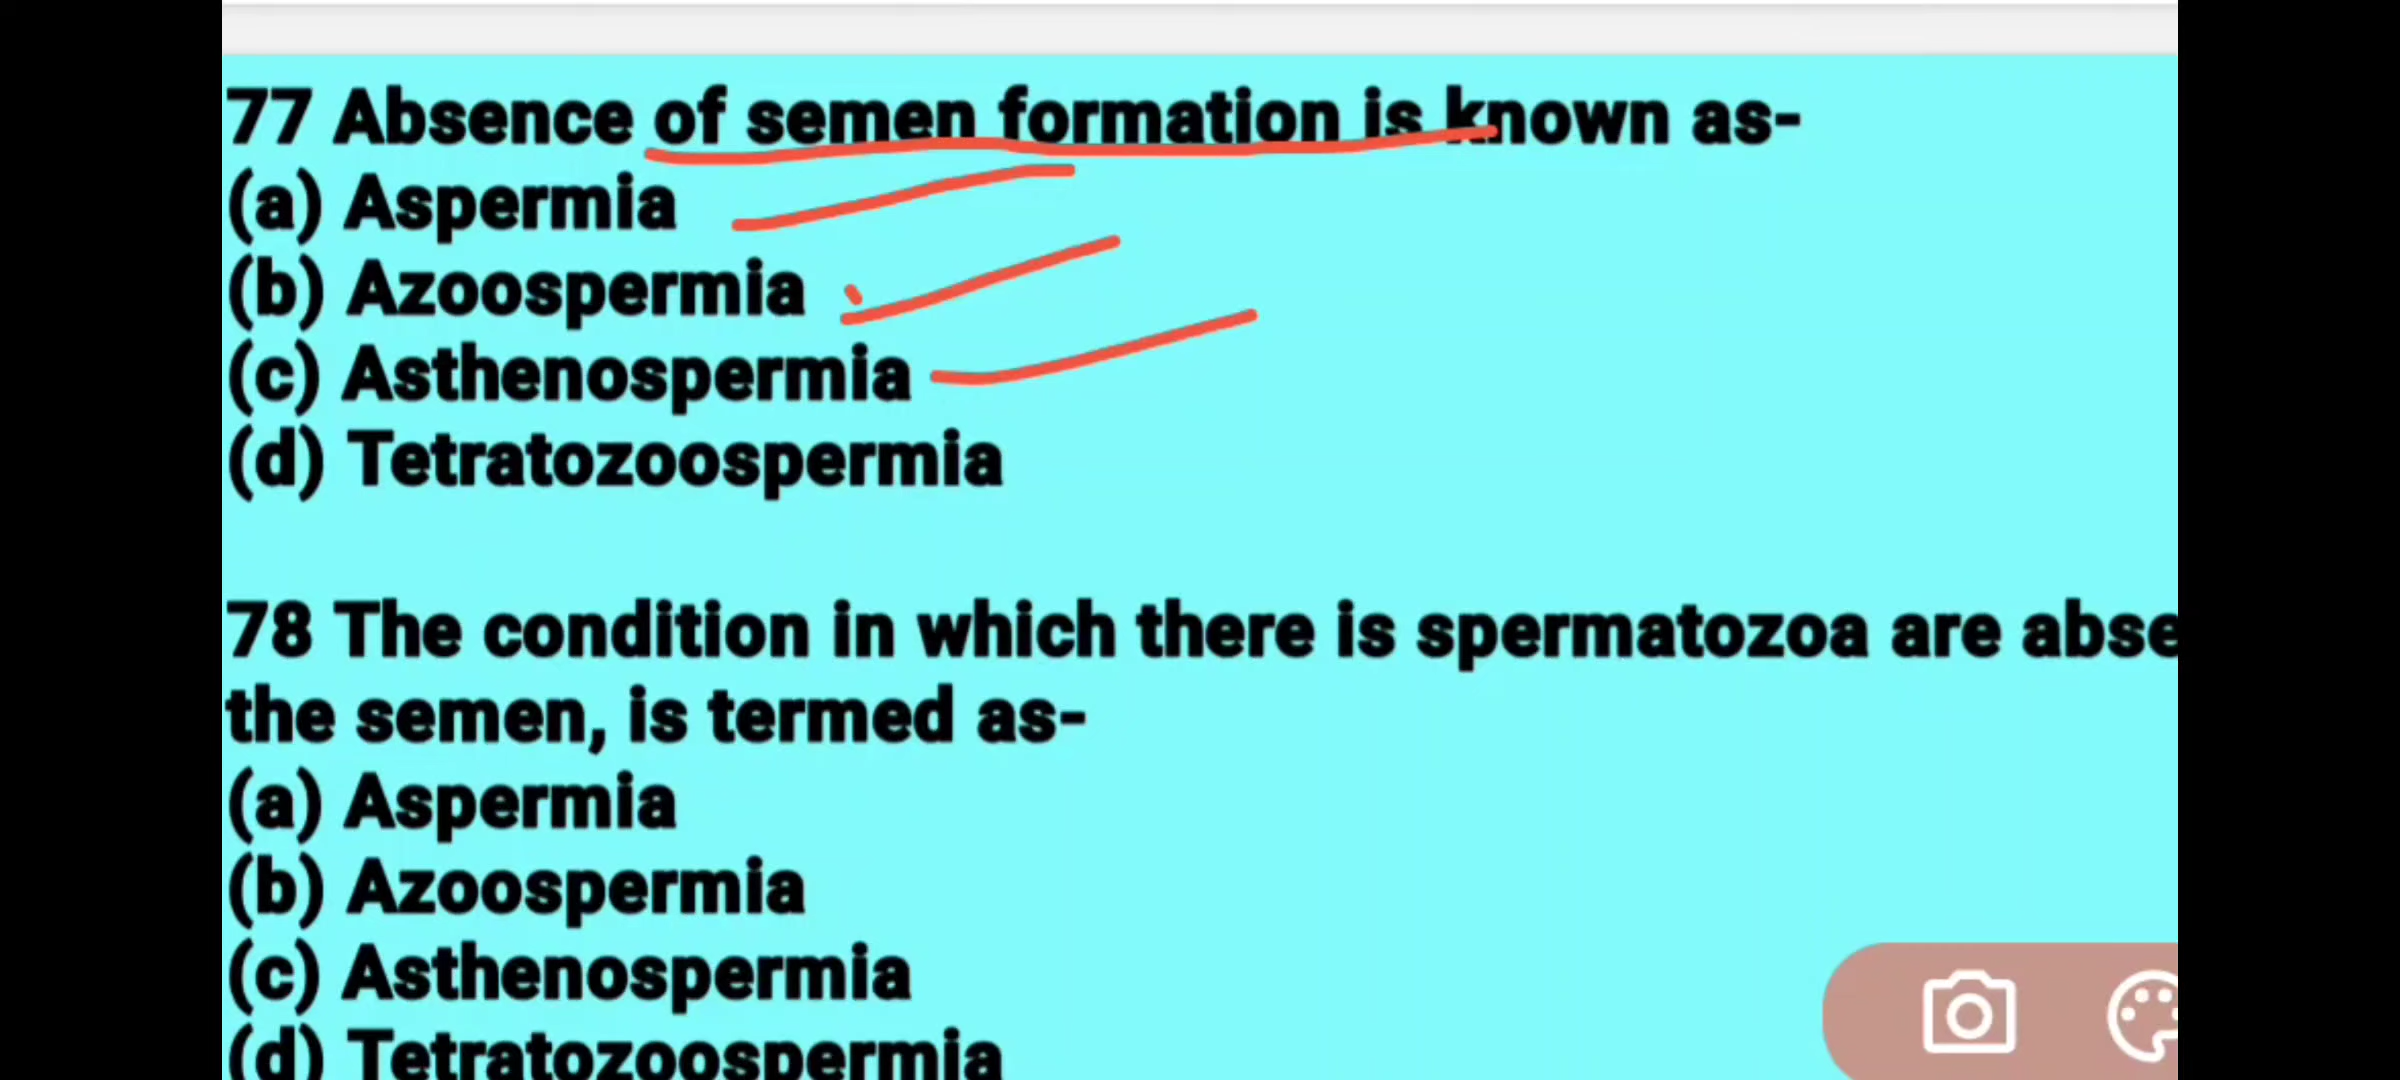 77 Absence of semen formation is known as-
(a) Aspermia
(b) Azoospermia
(c) Asthenospermia
(d) Tetratozoospermia
78 The condition in which there is spermatozoa are abse
the semen, is termed as-
(a) Aspermia
(b) Azoospermia
(c) Asthenospermia
(d) Tetratozoospermia